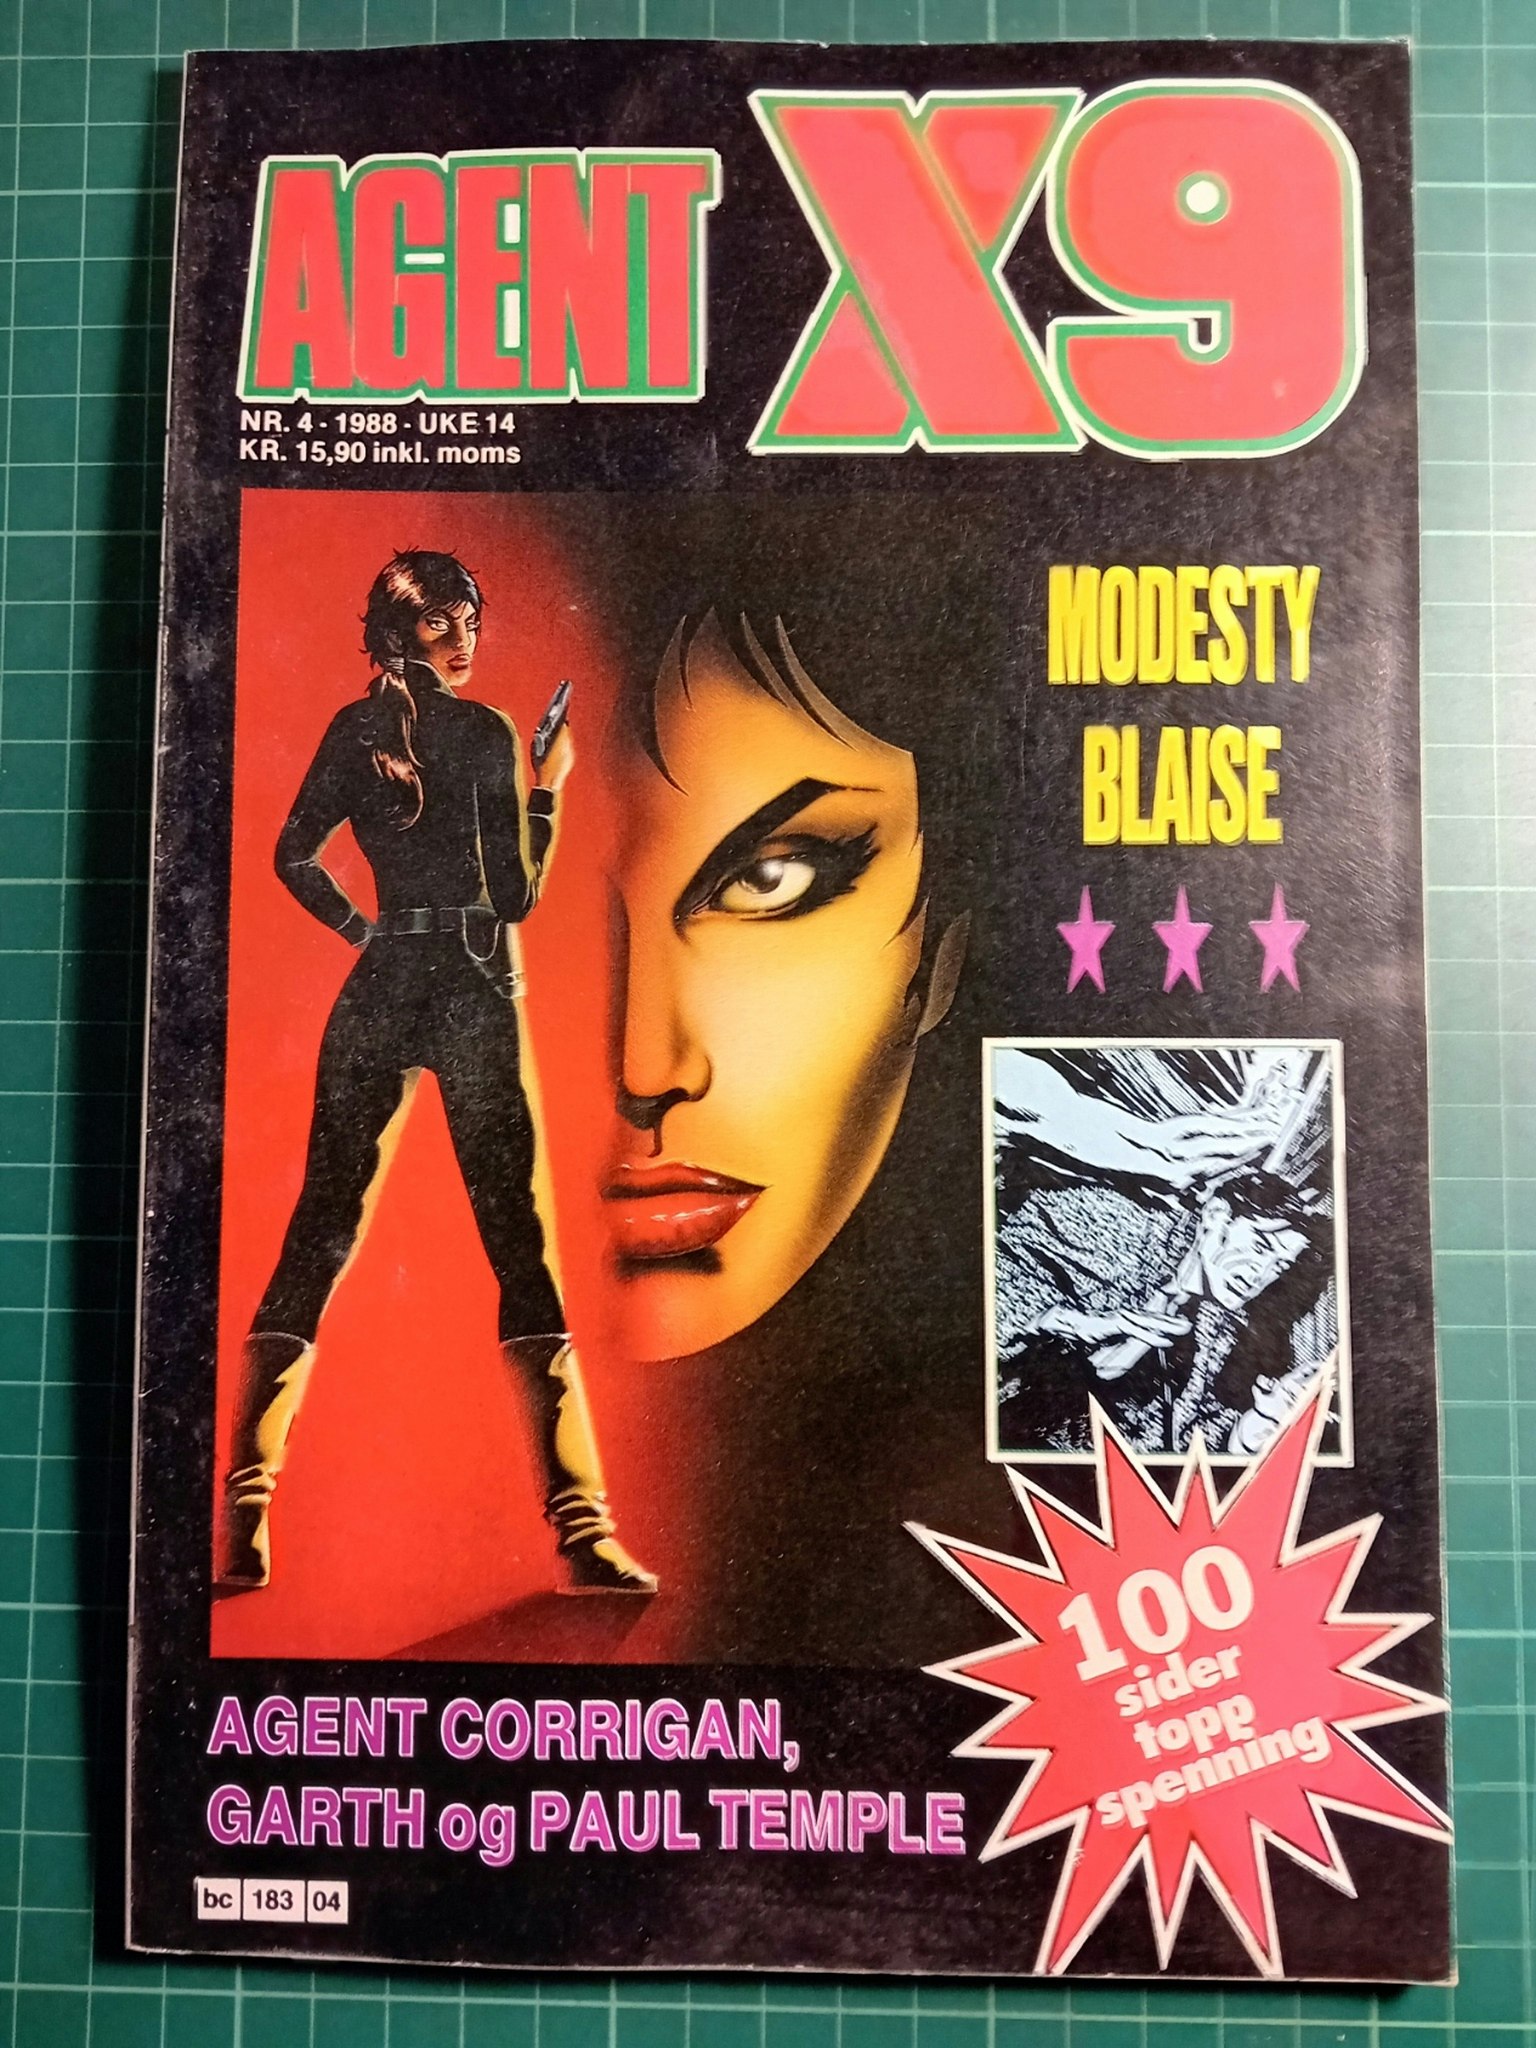 AGENT X9
NR. 4 - 1988 - UKE 14
KR. 15,90 inkl. moms
MODESTY
BLAISE
100
sider
topp
spenning
AGENT CORRIGAN,
GARTH og PAUL TEMPLE
bc 183 04